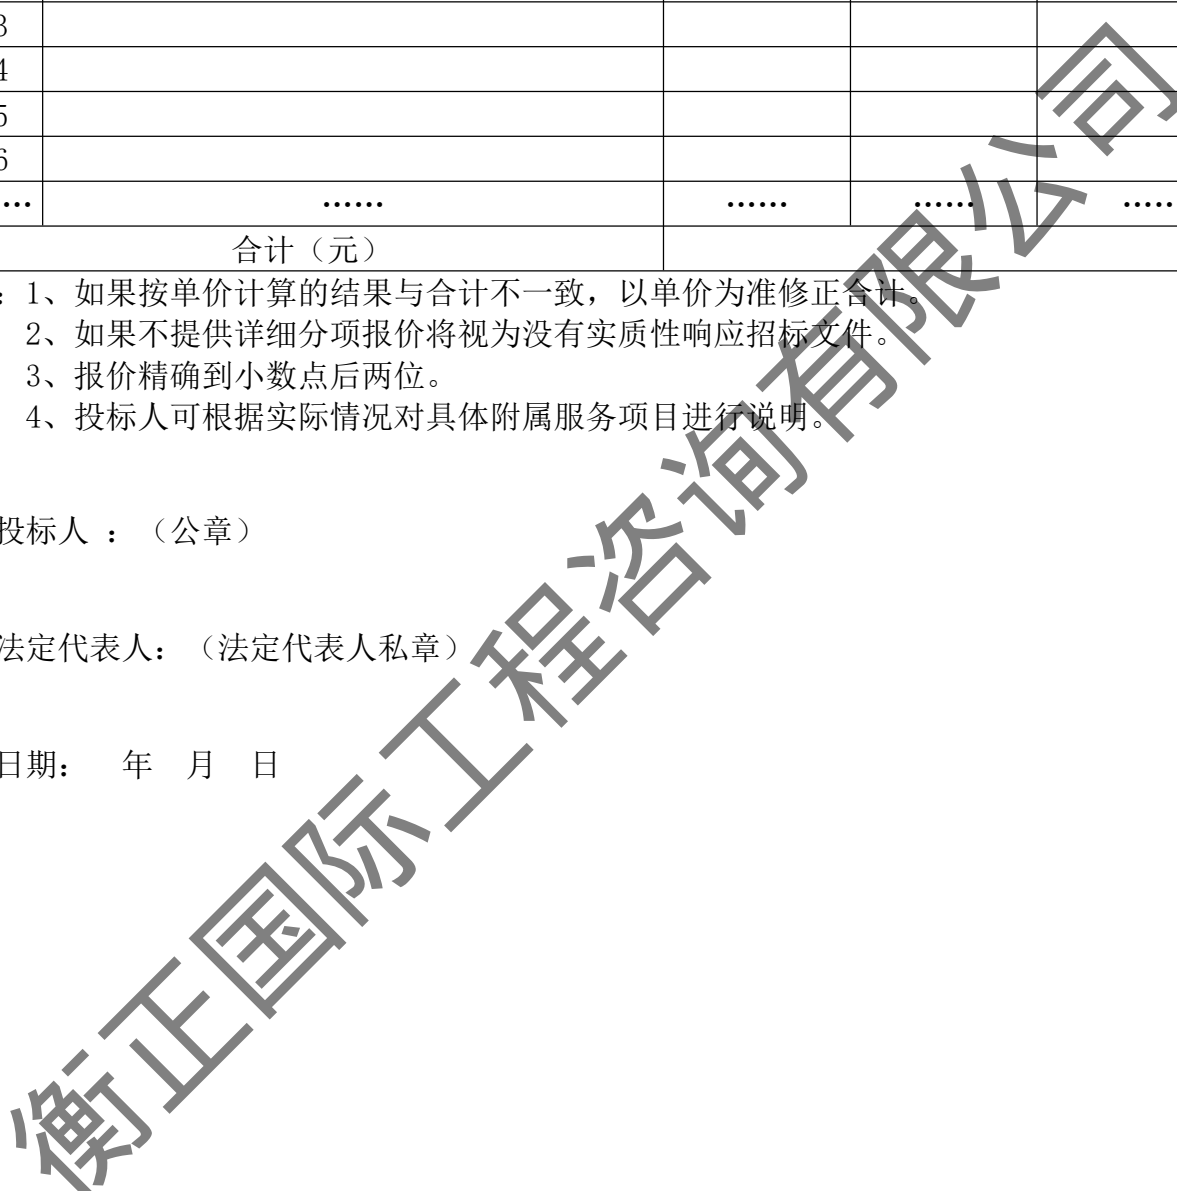 3
4
5
6
… …… …… …… ……
合计（元）
：1、如果按单价计算的结果与合计不一致，以单价为准修正合计。
2、如果不提供详细分项报价将视为没有实质性响应招标文件。
3、报价精确到小数点后两位。
4、投标人可根据实际情况对具体附属服务项目进行说明。
投标人 ：（公章）
法定代表人：（法定代表人私章）
日期： 年 月 日
衡正国际工程咨询有限公司